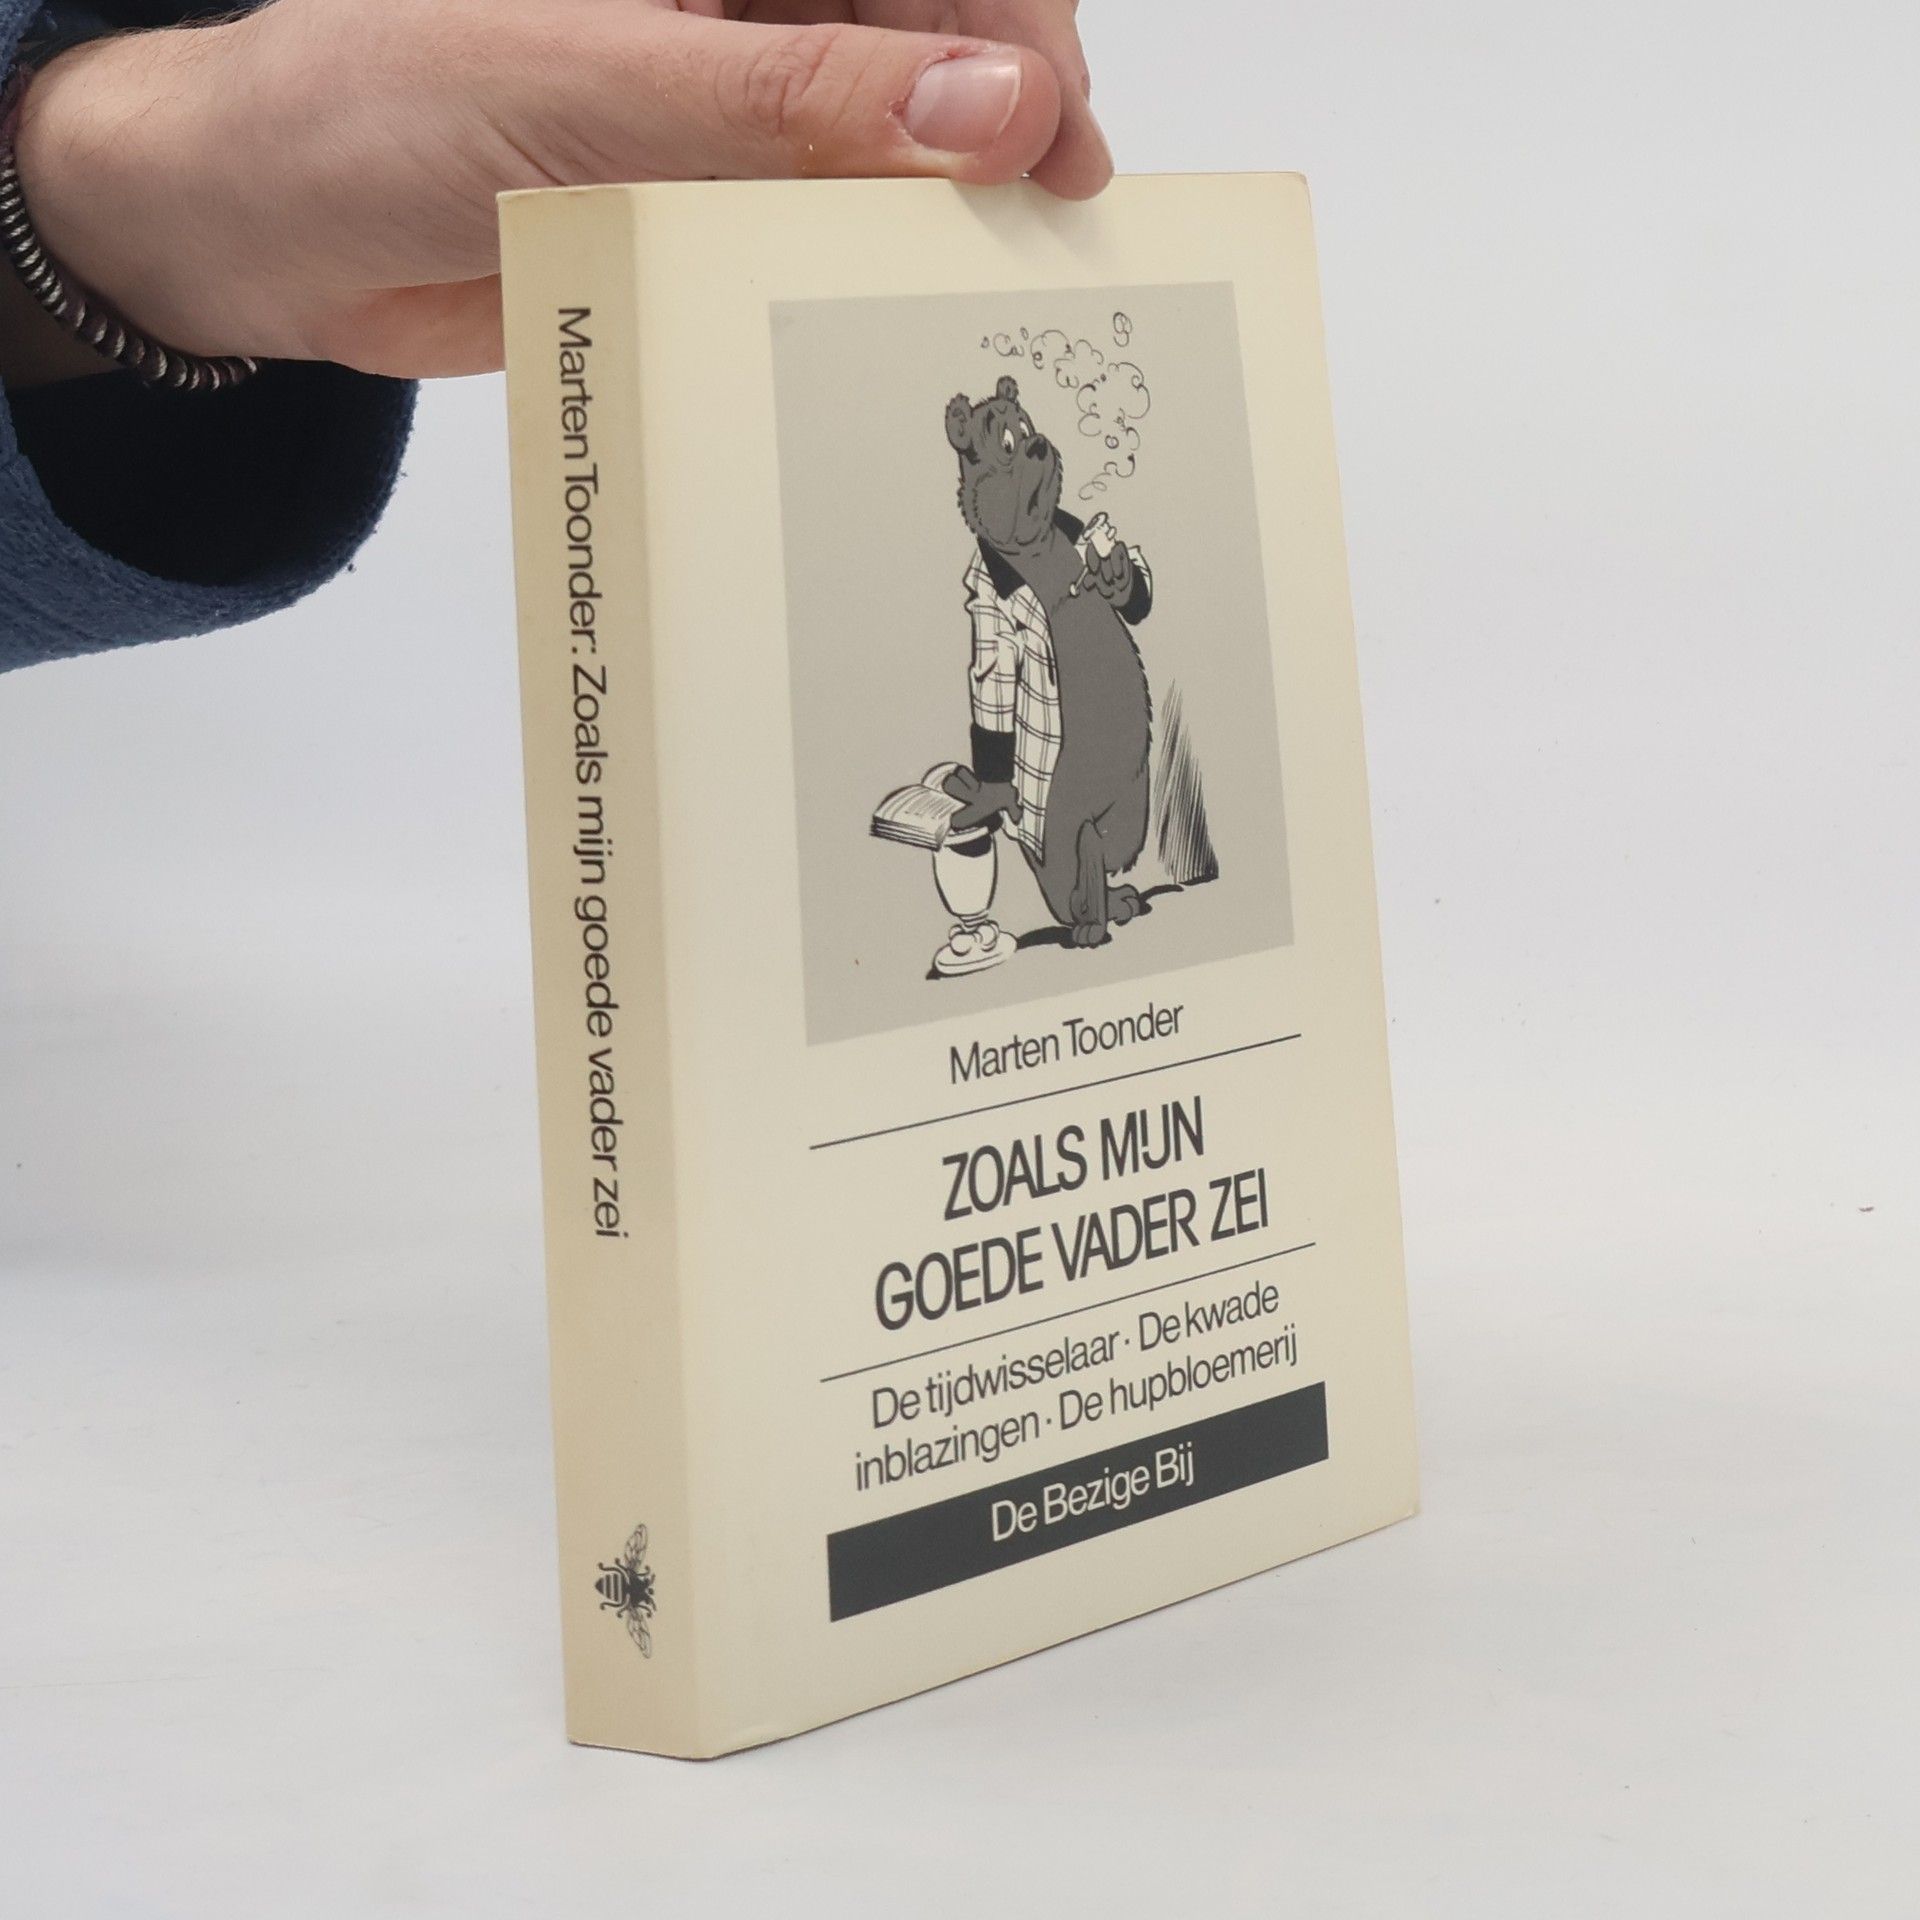 Marten Toonder: Zoals mijn goede vader zei
Marten Toonder
ZOALS MIJN
GOEDE VADER ZEI
De tijdwisselaar · De kwade
inblazingen · De hupbloemerij
De Bezige Bij